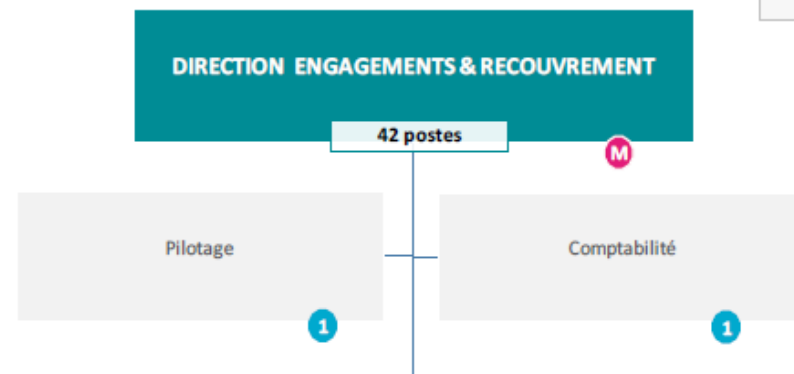 DIRECTION ENGAGEMENTS & RECOUVREMENT
42 postes
M
Pilotage
Comptabilité
1
1